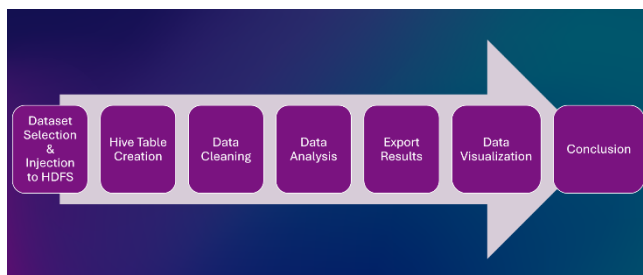 Dataset
Selection
&
Injection
to HDFS
Hive Table
Creation
Data
Cleaning
Data
Analysis
Export
Results
Data
Visualization
Conclusion